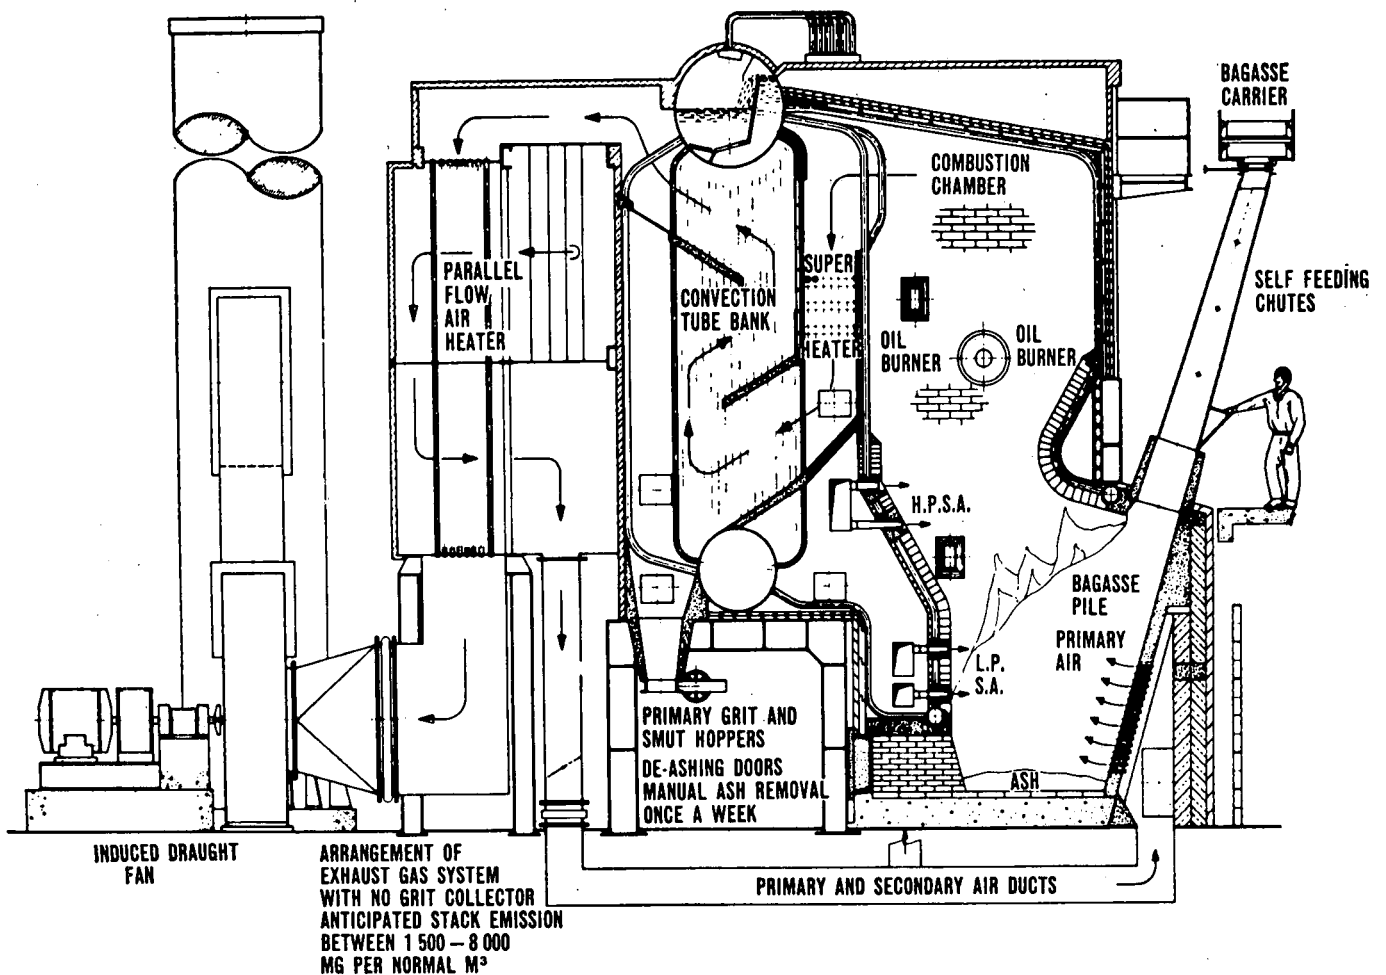 BAGASSE
CARRIER
COMBUSTION
CHAMBER
SELF FEEDING
CHUTES
PARALLEL
FLOW
AIR
HEATER
SUPER
HEATER
CONVECTION
TUBE BANK
OIL
BURNER
OIL
BURNER
H.P.S.A.
BAGASSE
PILE
PRIMARY
AIR
L.P.
S.A.
ASH
PRIMARY GRIT AND
SMUT HOPPERS
DE-ASHING DOORS
MANUAL ASH REMOVAL
ONCE A WEEK
INDUCED DRAUGHT
FAN
ARRANGEMENT OF
EXHAUST GAS SYSTEM
WITH NO GRIT COLLECTOR
ANTICIPATED STACK EMISSION
BETWEEN 1 500 – 8 000
MG PER NORMAL M³
PRIMARY AND SECONDARY AIR DUCTS